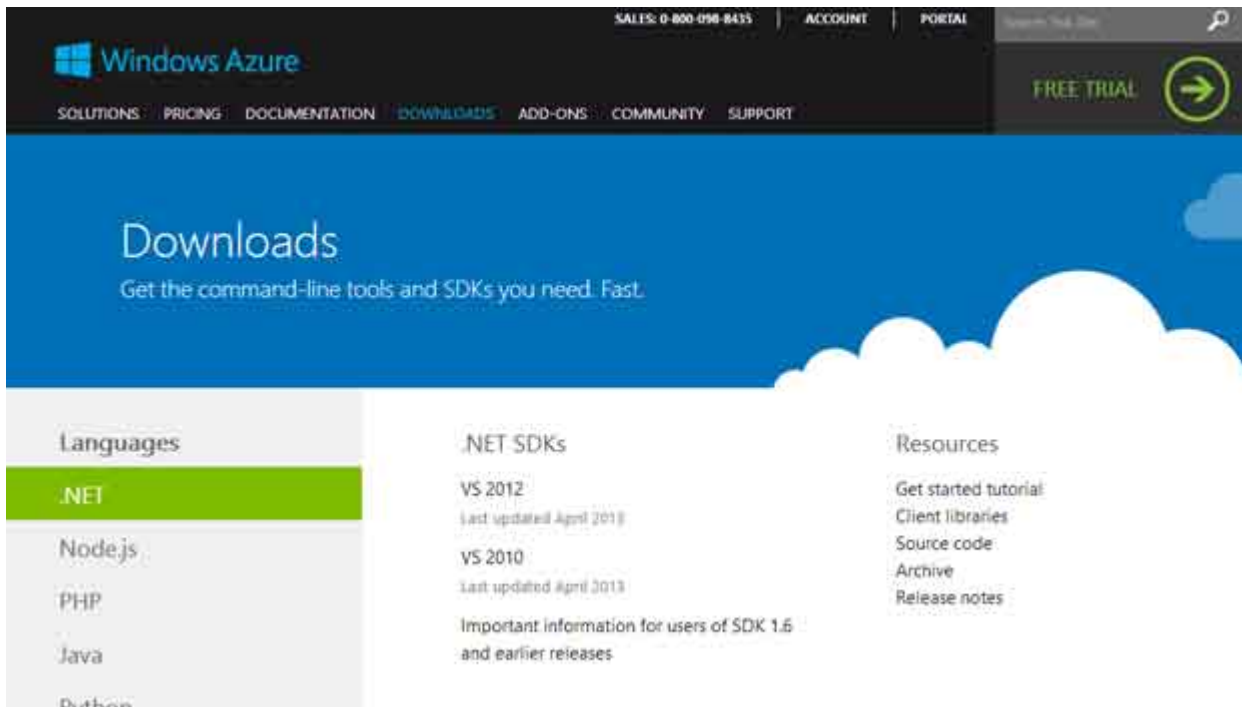 SALES: 0-800-098-8435 ACCOUNT PORTAL
Windows Azure
FREE TRIAL
SOLUTIONS PRICING DOCUMENTATION DOWNLOADS ADD-ONS COMMUNITY SUPPORT
Downloads
Get the command-line tools and SDKs you need. Fast.
Languages
.NET
Node.js
PHP
Java
Python
.NET SDKs
VS 2012
Last updated April 2013
VS 2010
Last updated April 2013
Important information for users of SDK 1.6
and earlier releases
Resources
Get started tutorial
Client libraries
Source code
Archive
Release notes